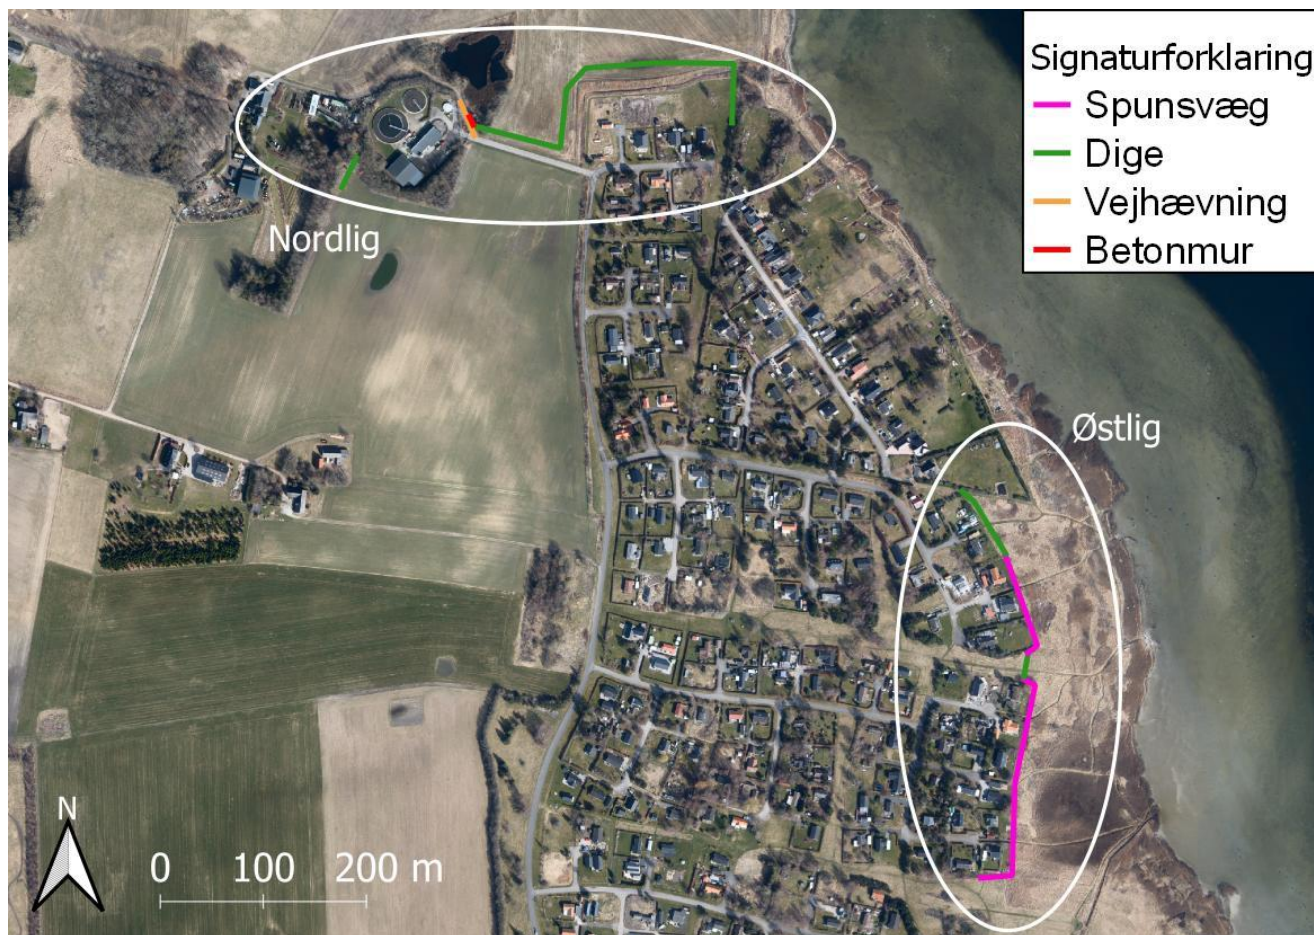 Signaturforklaring
Spunsvæg
Dige
Vejhævning
Betonmur
Nordlig
Østlig
N
0 100 200 m